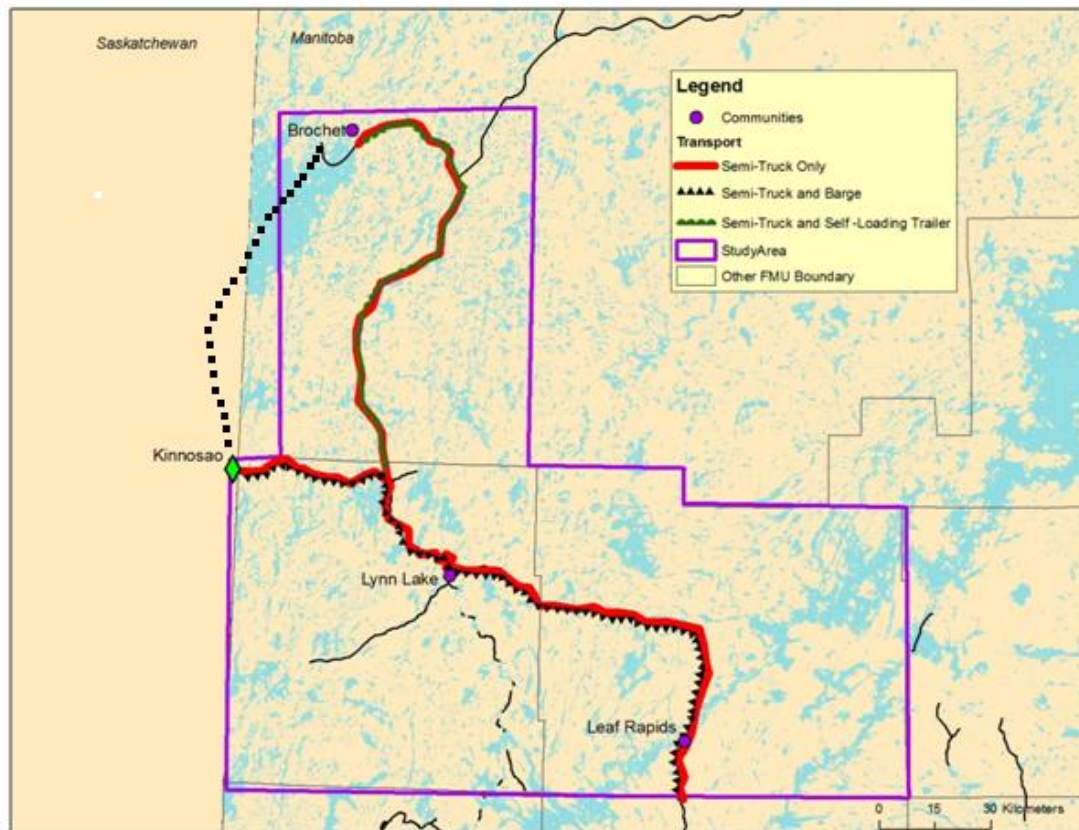 Saskatchewan
Manitoba
Legend
Communities
Transport
Semi-Truck Only
Semi-Truck and Barge
Semi-Truck and Self-Loading Trailer
StudyArea
Other FMU Boundary
Brochet
Kinnosao
Lynn Lake
Leaf Rapids
0 15 30 Kilometers